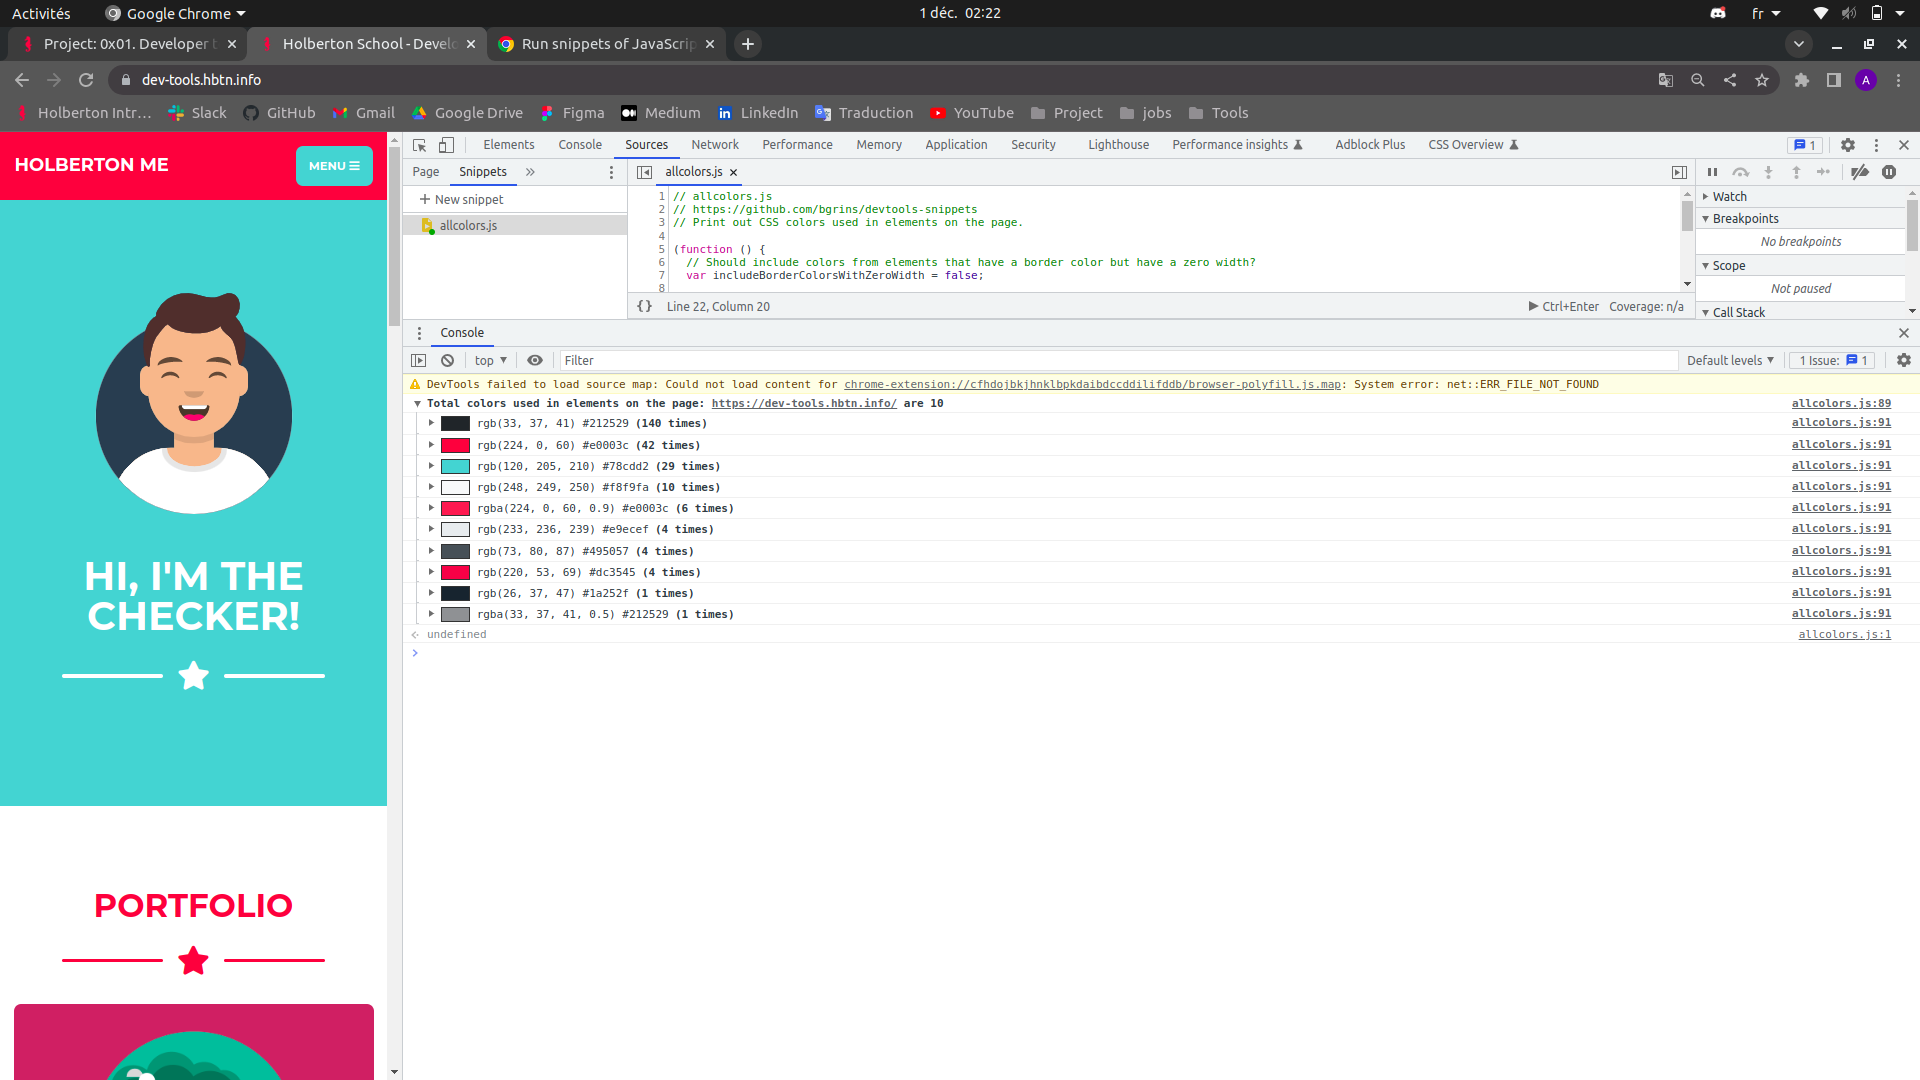 Activités
Google Chrome
1 déc. 02:22
fr
Project: 0x01. Developer t
Holberton School - Develo
Run snippets of JavaScrip
dev-tools.hbtn.info
A
Holberton Intr...
Slack
GitHub
Gmail
Google Drive
Figma
Medium
LinkedIn
Traduction
YouTube
Project
jobs
Tools
HOLBERTON ME
MENU
HI, I'M THE
CHECKER!
PORTFOLIO
Elements
Console
Sources
Network
Performance
Memory
Application
Security
Lighthouse
Performance insights
Adblock Plus
CSS Overview
1
Page
Snippets
New snippet
allcolors.js
allcolors.js
1 // allcolors.js
2 // https://github.com/bgrins/devtools-snippets
3 // Print out CSS colors used in elements on the page.
4
5 (function () {
6 // Should include colors from elements that have a border color but have a zero width?
7 var includeBorderColorsWithZeroWidth = false;
8
{} Line 22, Column 20
Ctrl+Enter
Coverage: n/a
Watch
Breakpoints
No breakpoints
Scope
Not paused
Call Stack
Console
top
Filter
Default levels
1 Issue: 1
DevTools failed to load source map: Could not load content for chrome-extension://cfhdojbkjhnklbpkdaibdccddilifddb/browser-polyfill.js.map: System error: net::ERR_FILE_NOT_FOUND
Total colors used in elements on the page: https://dev-tools.hbtn.info/ are 10 allcolors.js:89
rgb(33, 37, 41) #212529 (140 times) allcolors.js:91
rgb(224, 0, 60) #e0003c (42 times) allcolors.js:91
rgb(120, 205, 210) #78cdd2 (29 times) allcolors.js:91
rgb(248, 249, 250) #f8f9fa (10 times) allcolors.js:91
rgba(224, 0, 60, 0.9) #e0003c (6 times) allcolors.js:91
rgb(233, 236, 239) #e9ecef (4 times) allcolors.js:91
rgb(73, 80, 87) #495057 (4 times) allcolors.js:91
rgb(220, 53, 69) #dc3545 (4 times) allcolors.js:91
rgb(26, 37, 47) #1a252f (1 times) allcolors.js:91
rgba(33, 37, 41, 0.5) #212529 (1 times) allcolors.js:91
undefined allcolors.js:1